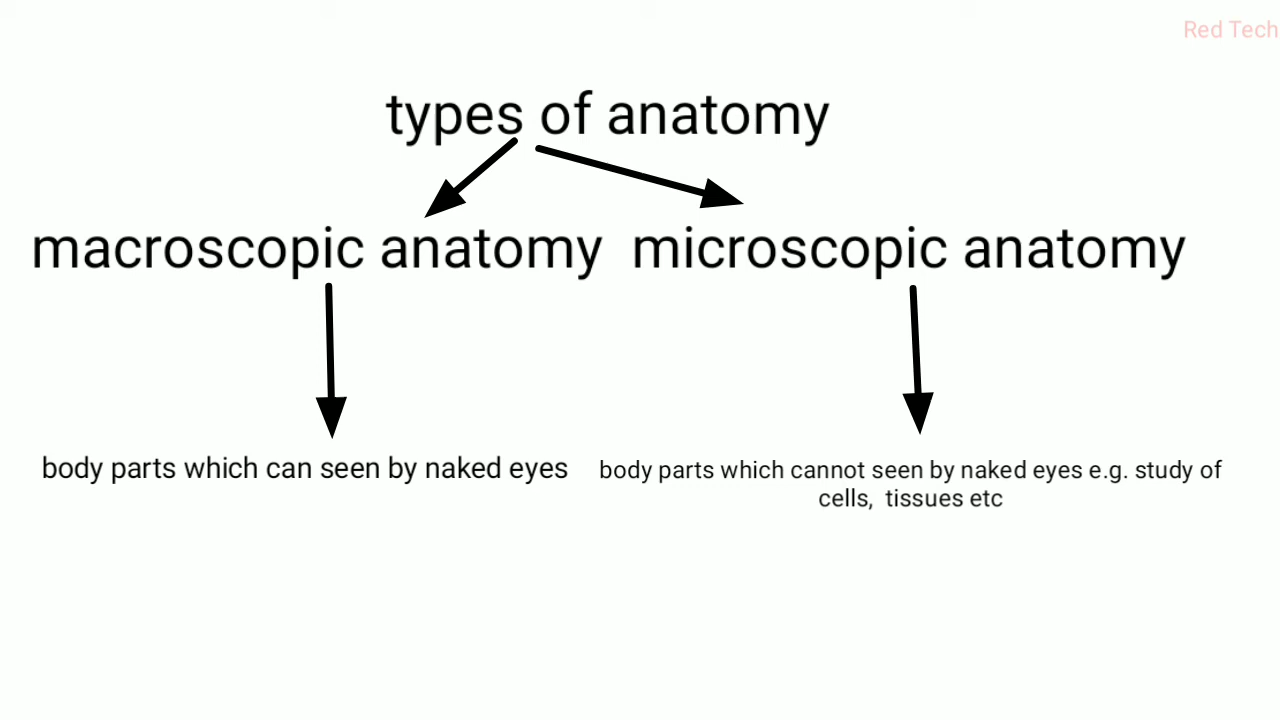 Red Tech
types of anatomy
macroscopic anatomy microscopic anatomy
body parts which can seen by naked eyes
body parts which cannot seen by naked eyes e.g. study of
cells, tissues etc